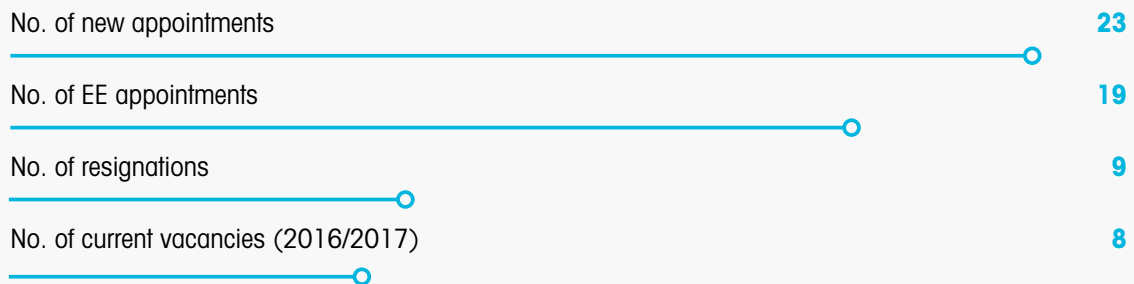 No. of new appointments 23
No. of EE appointments 19
No. of resignations 9
No. of current vacancies (2016/2017) 8